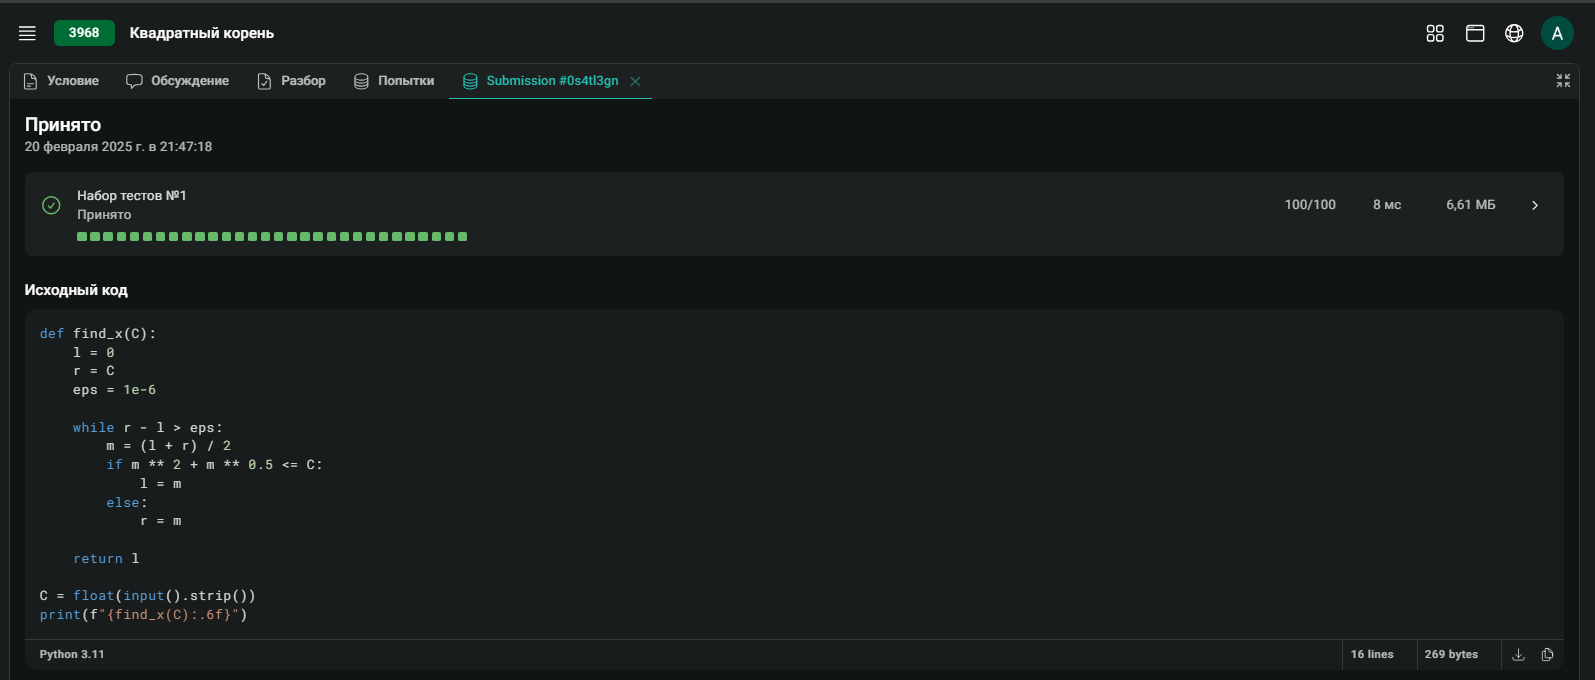 3968 Квадратный корень A
Условие Обсуждение Разбор Попытки Submission #0s4tl3gn
Принято
20 февраля 2025 г. в 21:47:18
Набор тестов №1
Принято
100/100 8 мс 6,61 МБ
Исходный код
def find_x(C):
    l = 0
    r = C
    eps = 1e-6
    while r - l > eps:
        m = (l + r) / 2
        if m ** 2 + m ** 0.5 <= C:
            l = m
        else:
            r = m
    return l
C = float(input().strip())
print(f"{find_x(C):.6f}")
Python 3.11 16 lines 269 bytes